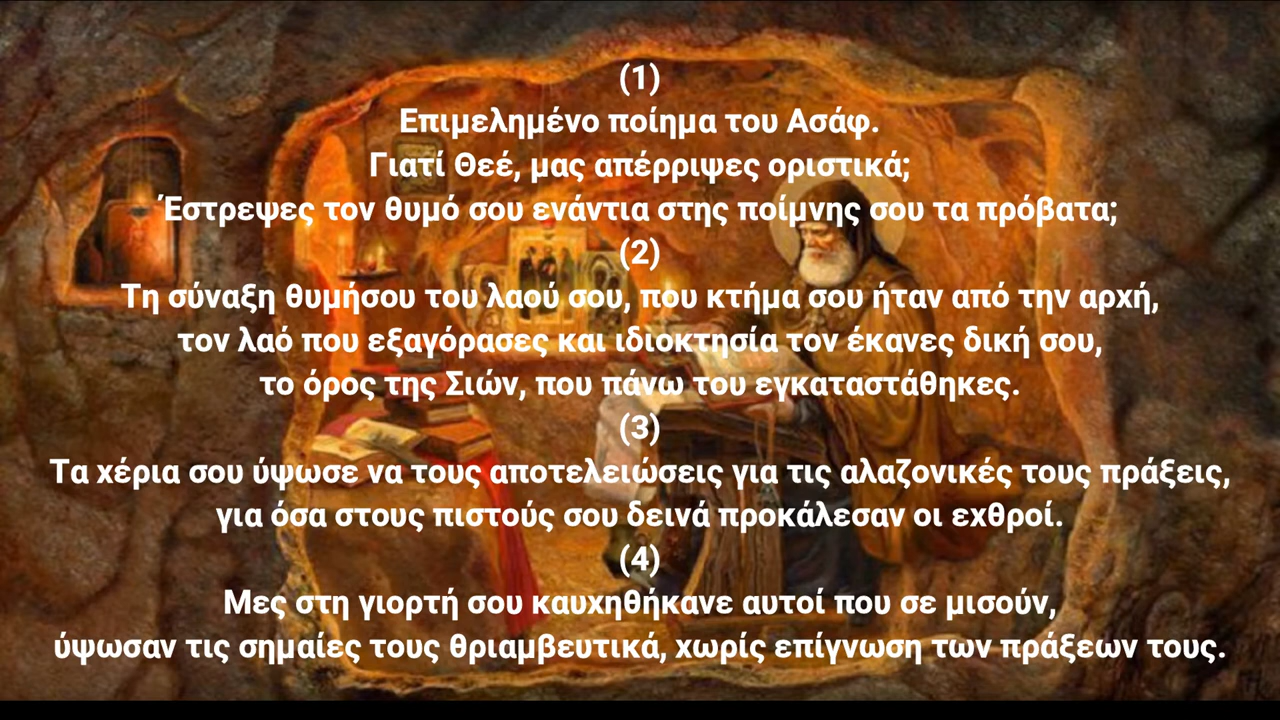 (1)
Επιμελημένο ποίημα του Ασάφ.
Γιατί Θεέ, μας απέρριψες οριστικά;
Έστρεψες τον θυμό σου ενάντια στης ποίμνης σου τα πρόβατα;
(2)
Τη σύναξη θυμήσου του λαού σου, που κτήμα σου ήταν από την αρχή,
τον λαό που εξαγόρασες και ιδιοκτησία τον έκανες δική σου,
το όρος της Σιών, που πάνω του εγκαταστάθηκες.
(3)
Τα χέρια σου ύψωσε να τους αποτελειώσεις για τις αλαζονικές τους πράξεις,
για όσα στους πιστούς σου δεινά προκάλεσαν οι εχθροί.
(4)
Μες στη γιορτή σου καυχηθήκανε αυτοί που σε μισούν,
ύψωσαν τις σημαίες τους θριαμβευτικά, χωρίς επίγνωση των πράξεων τους.